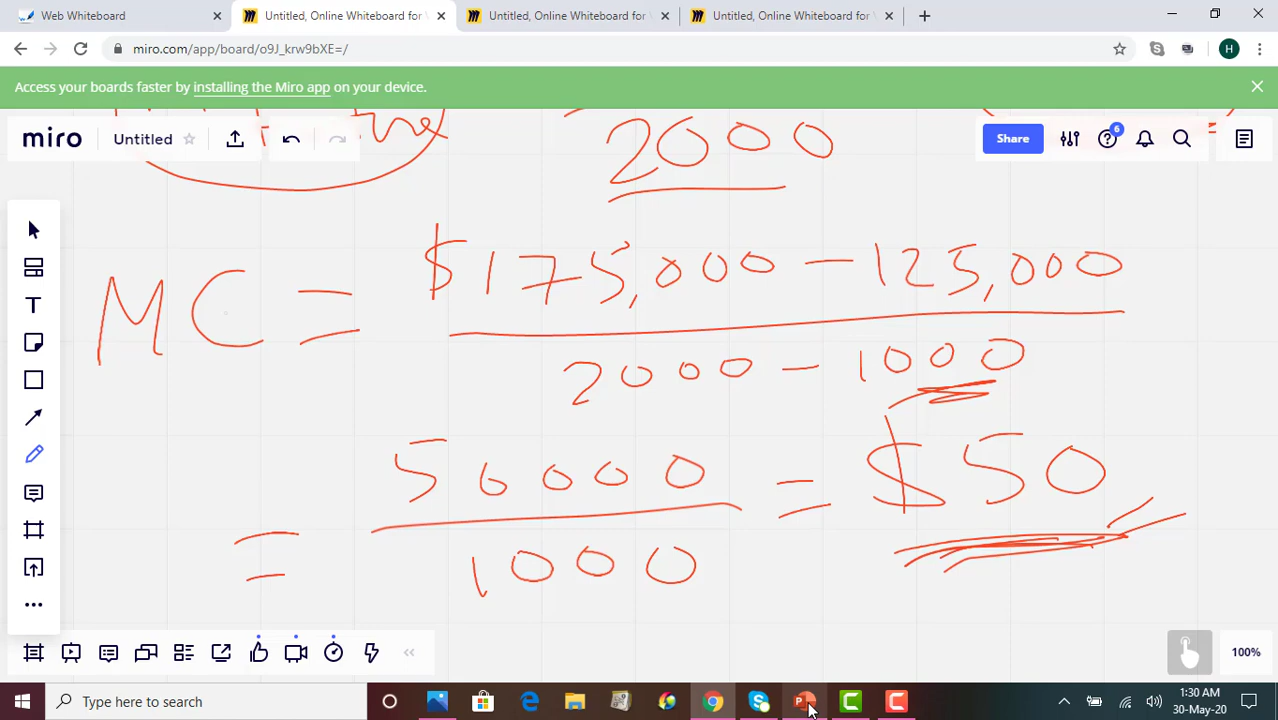 Web Whiteboard
Untitled, Online Whiteboard for V
Untitled, Online Whiteboard for V
Untitled, Online Whiteboard for V
miro.com/app/board/o9J_krw9bXE=/
H
Access your boards faster by installing the Miro app on your device.
miro
Untitled
Share
6
2000
MC = $175,000 - 125,000
2000 - 1000
= 50000 = $50
1000
T
100%
Type here to search
1:30 AM
30-May-20